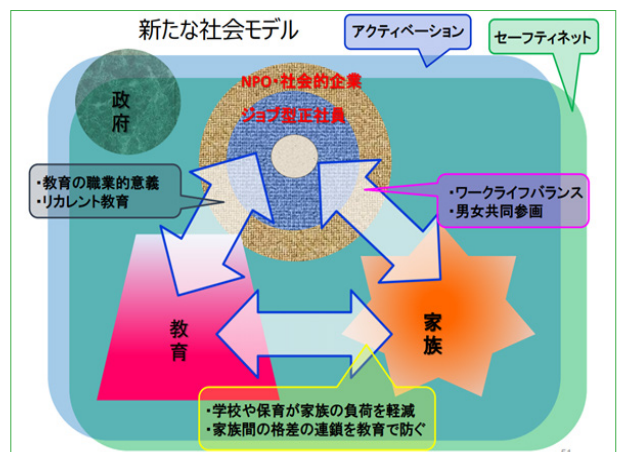 新たな社会モデル
アクティベーション
セーフティネット
政
府
NPO・社会的企業
ジョブ型正社員
・教育の職業的意義
・リカレント教育
・ワークライフバランス
・男女共同参画
教
育
家
族
・学校や保育が家族の負荷を軽減
・家族間の格差の連鎖を教育で防ぐ